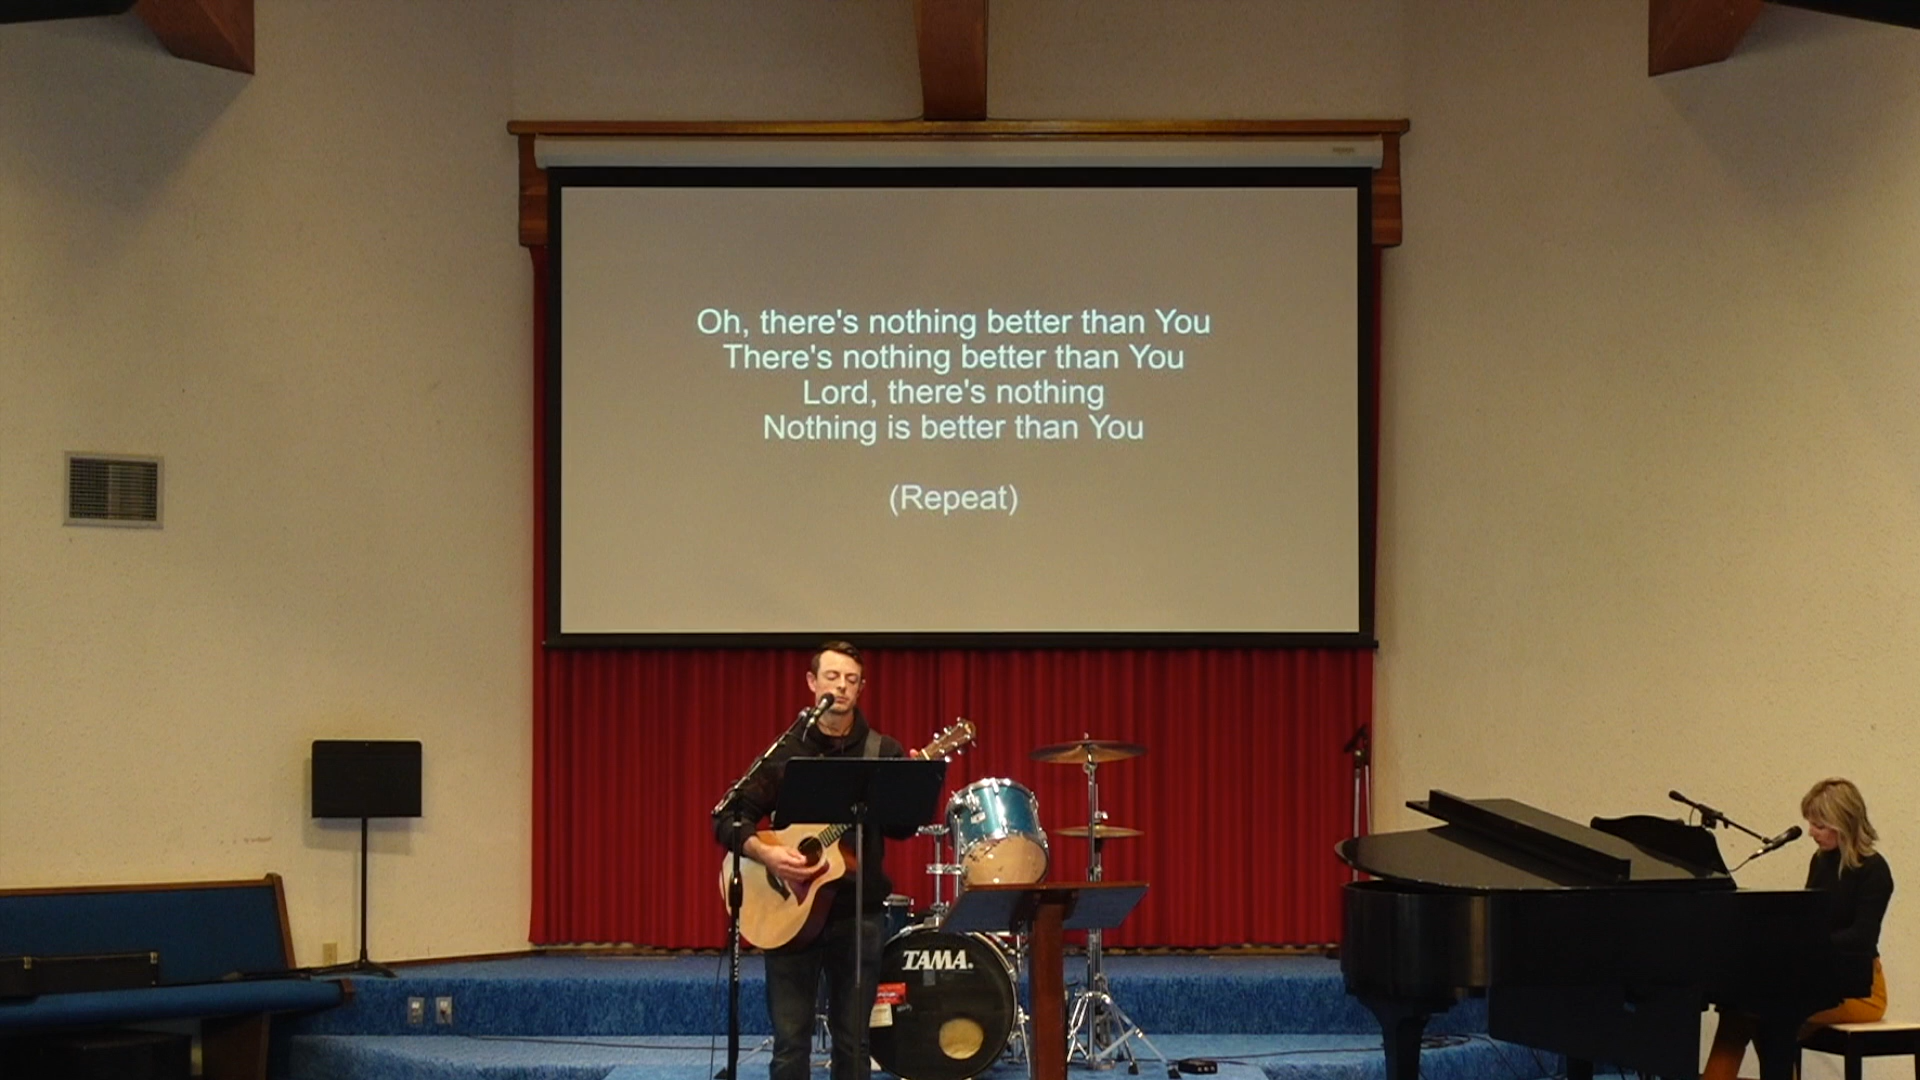 Oh, there's nothing better than You
There's nothing better than You
Lord, there's nothing
Nothing is better than You
(Repeat)
TAMA.